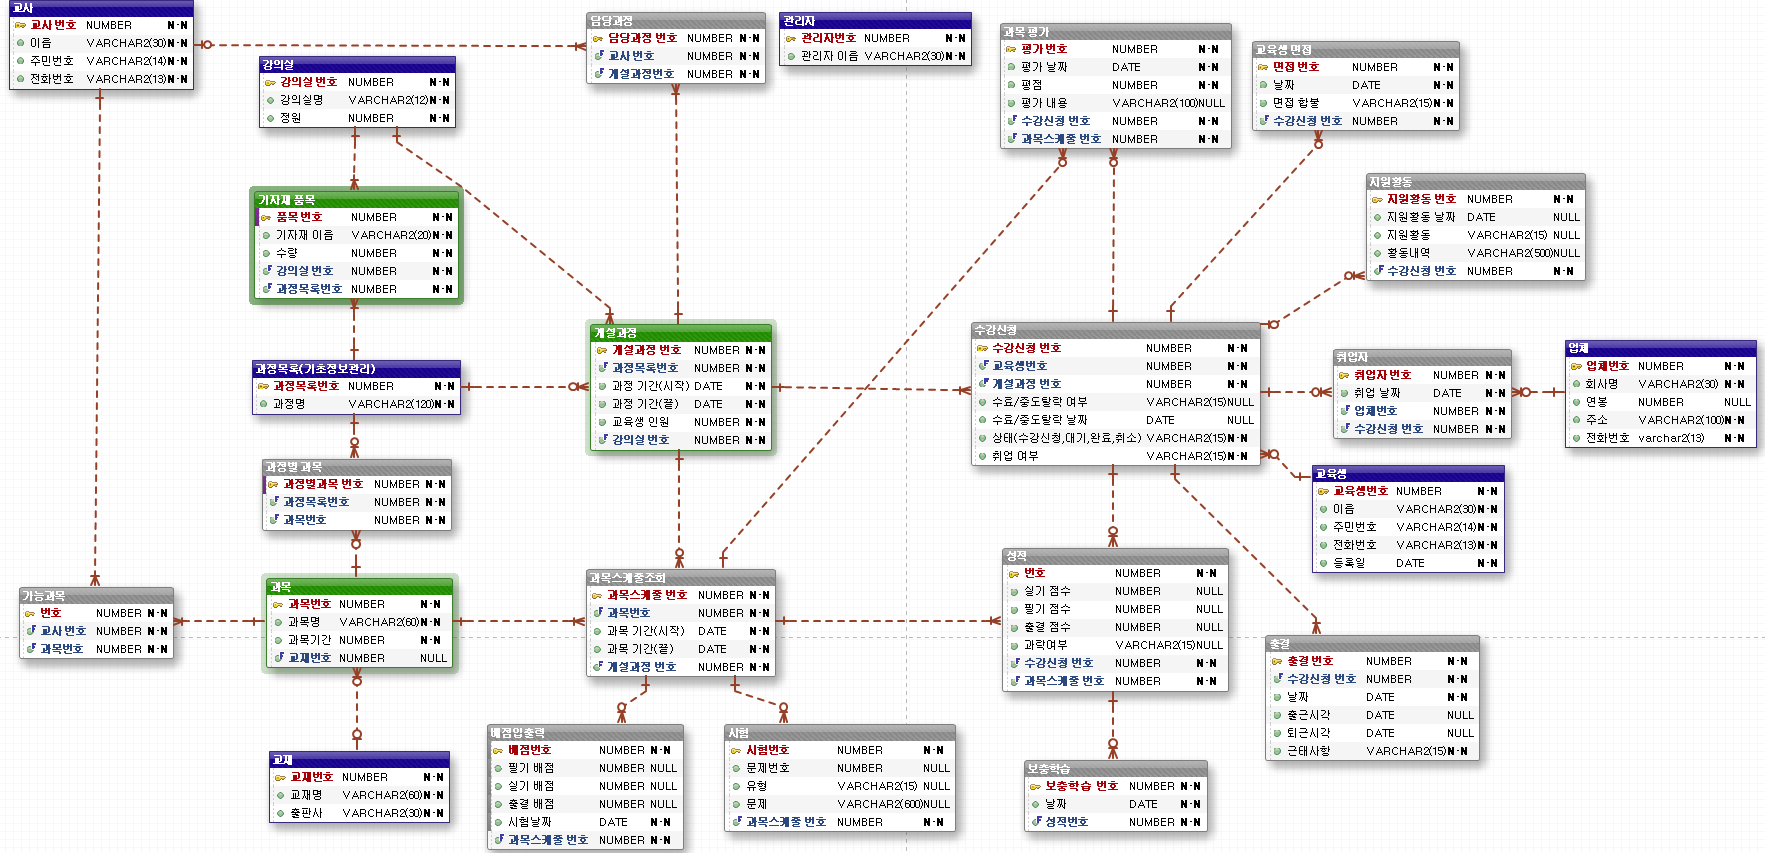 교사
교사 번호 NUMBER N-N
이름 VARCHAR2(30) N-N
주민번호 VARCHAR2(14) N-N
전화번호 VARCHAR2(13) N-N
강의실
강의실 번호 NUMBER N-N
강의실명 VARCHAR2(12) N-N
정원 NUMBER N-N
담당과정
담당과정 번호 NUMBER N-N
교사 번호 NUMBER N-N
개설과정번호 NUMBER N-N
관리자
관리자번호 NUMBER N-N
관리자 이름 VARCHAR2(30) N-N
과목 평가
평가 번호 NUMBER N-N
평가 날짜 DATE N-N
평점 NUMBER N-N
평가 내용 VARCHAR2(100) NULL
수강신청 번호 NUMBER N-N
과목스케줄 번호 NUMBER N-N
교육생 면접
면접 번호 NUMBER N-N
날짜 DATE N-N
면접 합불 VARCHAR2(15) N-N
수강신청 번호 NUMBER N-N
기자재 품목
품목 번호 NUMBER N-N
기자재 이름 VARCHAR2(20) N-N
수량 NUMBER N-N
강의실 번호 NUMBER N-N
과정목록번호 NUMBER N-N
지원활동
지원활동 번호 NUMBER N-N
지원활동 날짜 DATE NULL
지원활동 VARCHAR2(15) NULL
활동내역 VARCHAR2(500) NULL
수강신청 번호 NUMBER N-N
과정목록(기초정보관리)
과정목록번호 NUMBER N-N
과정명 VARCHAR2(120) N-N
개설과정
개설과정 번호 NUMBER N-N
과정목록번호 NUMBER N-N
과정 기간(시작) DATE N-N
과정 기간(끝) DATE N-N
교육생 인원 NUMBER N-N
강의실 번호 NUMBER N-N
수강신청
수강신청 번호 NUMBER N-N
교육생번호 NUMBER N-N
개설과정 번호 NUMBER N-N
수료/중도탈락 여부 VARCHAR2(15) NULL
수료/중도탈락 날짜 DATE NULL
상태(수강신청,대기,완료,취소) VARCHAR2(15) N-N
취업 여부 VARCHAR2(15) N-N
취업자
취업자 번호 NUMBER N-N
취업 날짜 DATE N-N
업체번호 NUMBER N-N
수강신청 번호 NUMBER N-N
업체
업체번호 NUMBER N-N
회사명 VARCHAR2(30) N-N
연봉 NUMBER NULL
주소 VARCHAR2(100) N-N
전화번호 varchar2(13) N-N
과정별 과목
과정별과목 번호 NUMBER N-N
과정목록번호 NUMBER N-N
과목번호 NUMBER N-N
교육생
교육생번호 NUMBER N-N
이름 VARCHAR2(30) N-N
주민번호 VARCHAR2(14) N-N
전화번호 VARCHAR2(13) N-N
등록일 DATE N-N
가능과목
번호 NUMBER N-N
교사 번호 NUMBER N-N
과목번호 NUMBER N-N
과목
과목번호 NUMBER N-N
과목명 VARCHAR2(60) N-N
과목기간 NUMBER N-N
교재번호 NUMBER NULL
과목스케줄조회
과목스케줄 번호 NUMBER N-N
과목번호 NUMBER N-N
과목 기간(시작) DATE N-N
과목 기간(끝) DATE N-N
개설과정 번호 NUMBER N-N
성적
번호 NUMBER N-N
실기 점수 NUMBER NULL
필기 점수 NUMBER NULL
출결 점수 NUMBER NULL
과락여부 VARCHAR2(15) NULL
수강신청 번호 NUMBER N-N
과목스케줄 번호 NUMBER N-N
출결
출결 번호 NUMBER N-N
수강신청 번호 NUMBER N-N
날짜 DATE N-N
출근시각 DATE NULL
퇴근시각 DATE NULL
근태사항 VARCHAR2(15) N-N
교재
교재번호 NUMBER N-N
교재명 VARCHAR2(60) N-N
출판사 VARCHAR2(30) N-N
배점입출력
배점번호 NUMBER N-N
필기 배점 NUMBER NULL
실기 배점 NUMBER NULL
출결 배점 NUMBER NULL
시험날짜 DATE N-N
과목스케줄 번호 NUMBER N-N
시험
시험번호 NUMBER N-N
문제번호 NUMBER NULL
유형 VARCHAR2(15) NULL
문제 VARCHAR2(600) NULL
과목스케줄 번호 NUMBER N-N
보충학습
보충학습 번호 NUMBER N-N
날짜 DATE N-N
성적번호 NUMBER N-N